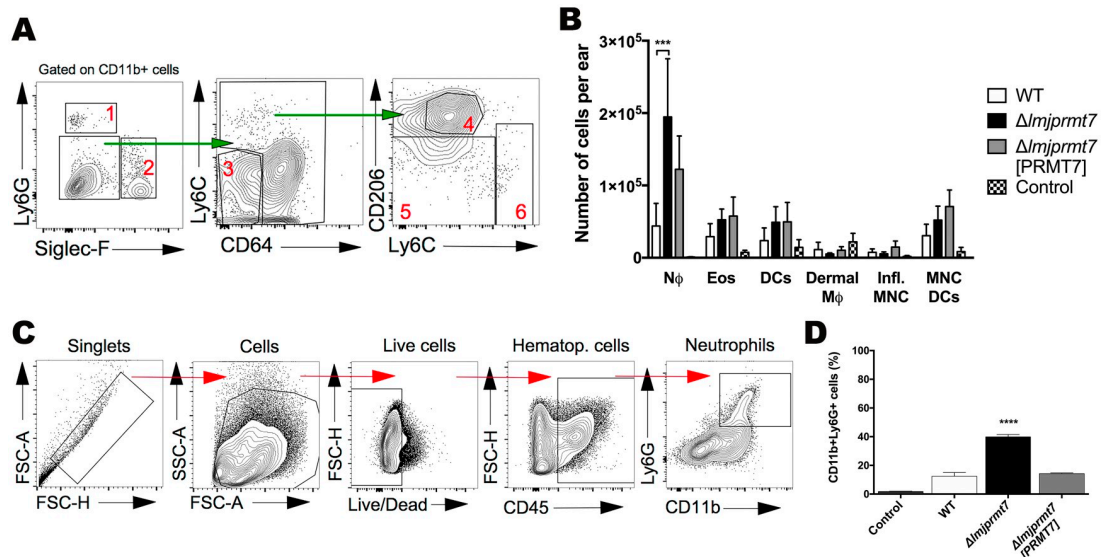 A
Gated on CD11b+ cells
Ly6G
1
2
Siglec-F
Ly6C
3
CD64
CD206
4
5
6
Ly6C
B
Number of cells per ear
3×10⁵
2×10⁵
1×10⁵
0
***
Nϕ
Eos
DCs
Dermal
Mϕ
Infl.
MNC
MNC
DCs
WT
Δlmjprmt7
Δlmjprmt7
[PRMT7]
Control
C
Singlets
FSC-A
FSC-H
Cells
SSC-A
FSC-A
Live cells
FSC-H
Live/Dead
Hematop. cells
FSC-H
CD45
Neutrophils
Ly6G
CD11b
D
CD11b+Ly6G+ cells (%)
100
80
60
40
20
0
****
Control
WT
Δlmjprmt7
Δlmjprmt7
[PRMT7]